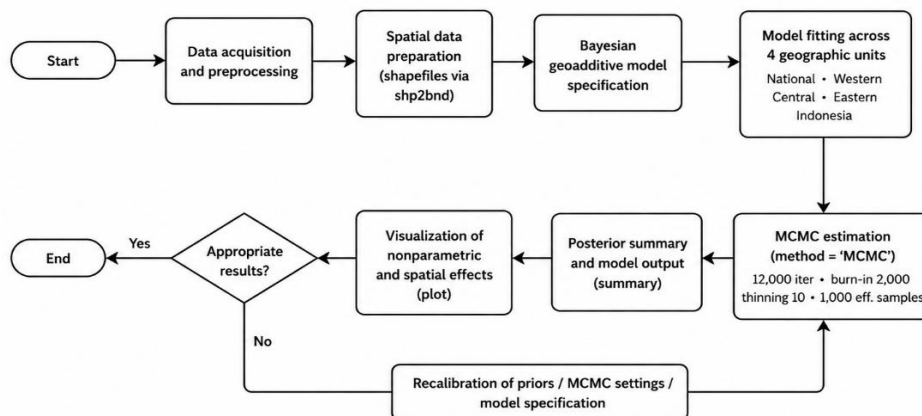 Start
Data acquisition
and preprocessing
Spatial data
preparation
(shapefiles via
shp2bnd)
Bayesian
geoadditive model
specification
Model fitting across
4 geographic units
National • Western
Central • Eastern
Indonesia
MCMC estimation
(method = ‘MCMC’)
12,000 iter • burn-in 2,000
thinning 10 • 1,000 eff. samples
Posterior summary
and model output
(summary)
Visualization of
nonparametric
and spatial effects
(plot)
Appropriate
results?
Yes
End
No
Recalibration of priors / MCMC settings /
model specification